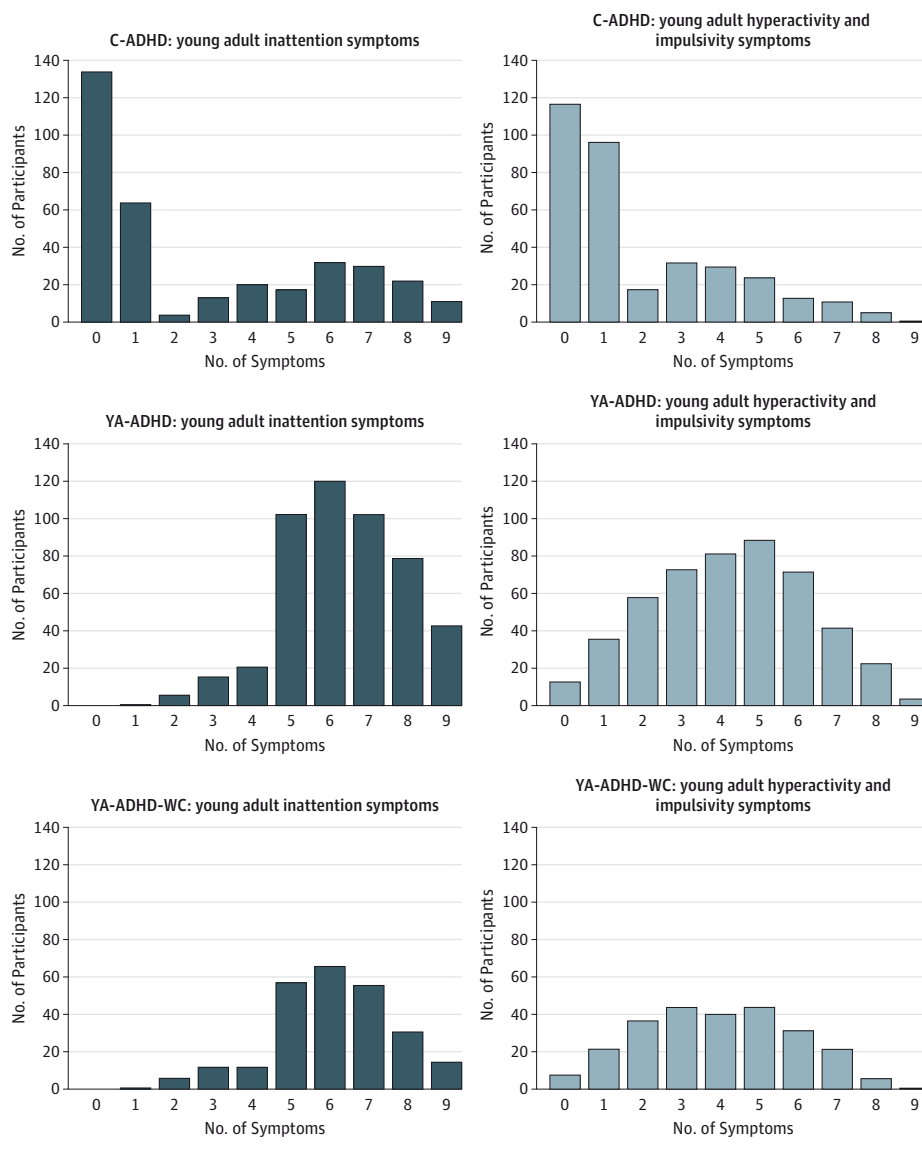 C-ADHD: young adult inattention symptoms
No. of Participants
140
120
100
80
60
40
20
0
0 1 2 3 4 5 6 7 8 9
No. of Symptoms
C-ADHD: young adult hyperactivity and
impulsivity symptoms
No. of Participants
140
120
100
80
60
40
20
0
0 1 2 3 4 5 6 7 8 9
No. of Symptoms
YA-ADHD: young adult inattention symptoms
No. of Participants
140
120
100
80
60
40
20
0
0 1 2 3 4 5 6 7 8 9
No. of Symptoms
YA-ADHD: young adult hyperactivity and
impulsivity symptoms
No. of Participants
140
120
100
80
60
40
20
0
0 1 2 3 4 5 6 7 8 9
No. of Symptoms
YA-ADHD-WC: young adult inattention symptoms
No. of Participants
140
120
100
80
60
40
20
0
0 1 2 3 4 5 6 7 8 9
No. of Symptoms
YA-ADHD-WC: young adult hyperactivity and
impulsivity symptoms
No. of Participants
140
120
100
80
60
40
20
0
0 1 2 3 4 5 6 7 8 9
No. of Symptoms